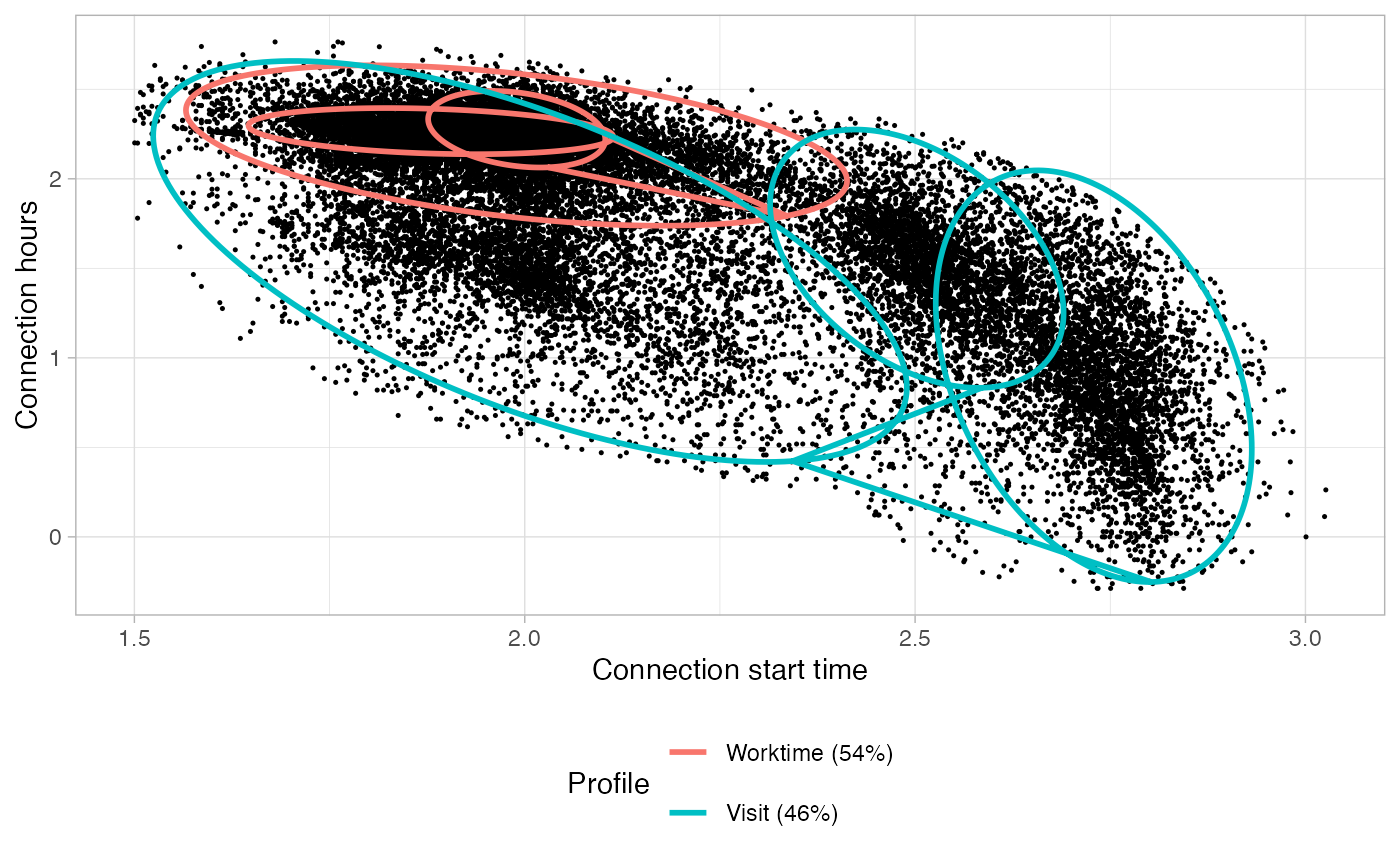 Connection hours
2
1
0
1.5 2.0 2.5 3.0
Connection start time
Profile
Worktime (54%)
Visit (46%)